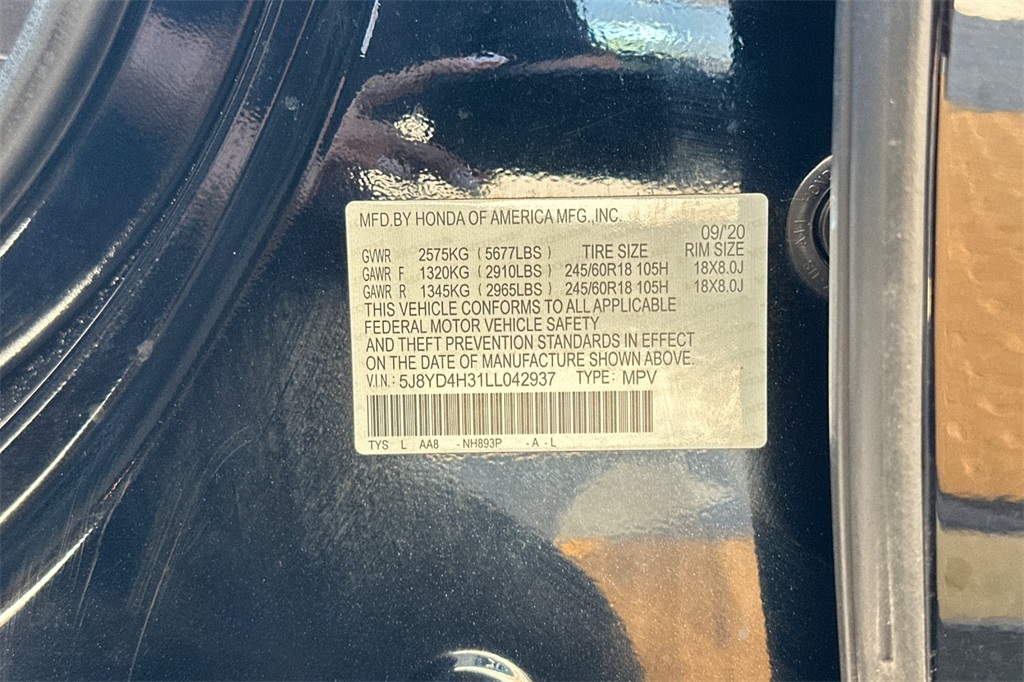 MFD.BY HONDA OF AMERICA MFG.,INC.
09/'20
GVWR 2575KG (5677LBS) TIRE SIZE RIM SIZE
GAWR F 1320KG (2910LBS) 245/60R18 105H 18X8.0J
GAWR R 1345KG (2965LBS) 245/60R18 105H 18X8.0J
THIS VEHICLE CONFORMS TO ALL APPLICABLE
FEDERAL MOTOR VEHICLE SAFETY
AND THEFT PREVENTION STANDARDS IN EFFECT
ON THE DATE OF MANUFACTURE SHOWN ABOVE.
V.I.N.: 5J8YD4H31LL042937 TYPE: MPV
TYS L AA8 -NH893P -A-L